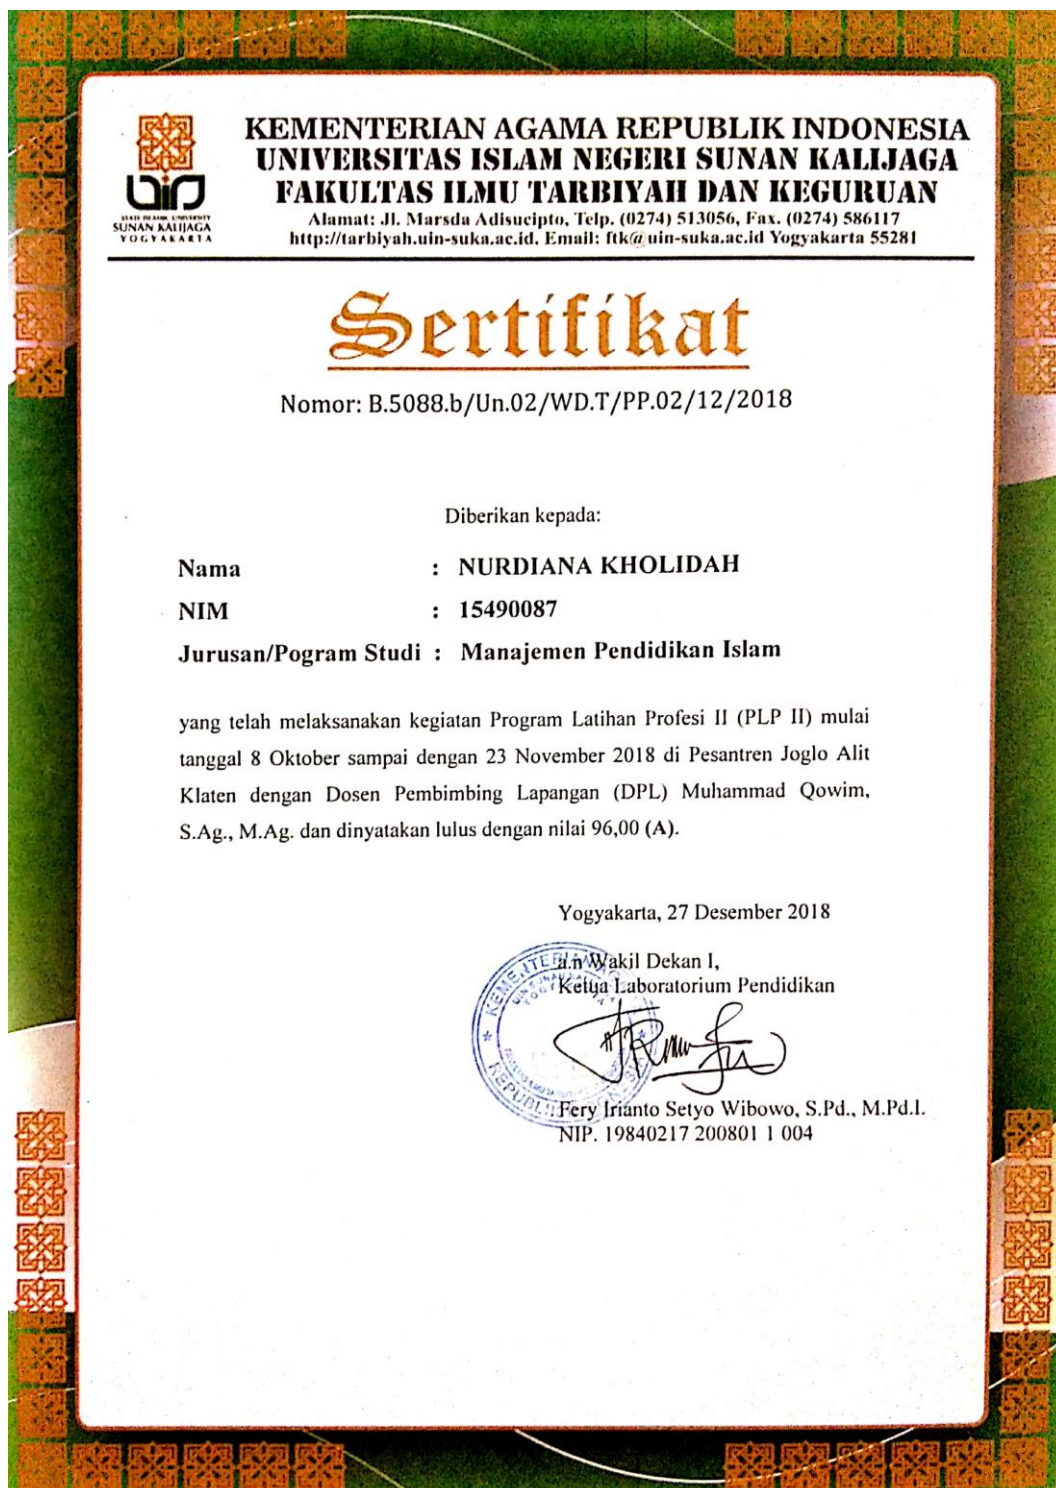 KEMENTERIAN AGAMA REPUBLIK INDONESIA
UNIVERSITAS ISLAM NEGERI SUNAN KALIJAGA
FAKULTAS ILMU TARBIYAH DAN KEGURUAN
Alamat: Jl. Marsda Adisucipto, Telp. (0274) 513056, Fax. (0274) 586117
http://tarbiyah.uin-suka.ac.id. Email: ftk@uin-suka.ac.id Yogyakarta 55281
UIN
STATE ISLAMIC UNIVERSITY
SUNAN KALIJAGA
YOGYAKARTA
Sertifikat
Nomor: B.5088.b/Un.02/WD.T/PP.02/12/2018
Diberikan kepada:
Nama : NURDIANA KHOLIDAH
NIM : 15490087
Jurusan/Pogram Studi : Manajemen Pendidikan Islam
yang telah melaksanakan kegiatan Program Latihan Profesi II (PLP II) mulai
tanggal 8 Oktober sampai dengan 23 November 2018 di Pesantren Joglo Alit
Klaten dengan Dosen Pembimbing Lapangan (DPL) Muhammad Qowim,
S.Ag., M.Ag. dan dinyatakan lulus dengan nilai 96,00 (A).
Yogyakarta, 27 Desember 2018
a.n Wakil Dekan I,
Ketua Laboratorium Pendidikan
Fery Irianto Setyo Wibowo, S.Pd., M.Pd.I.
NIP. 19840217 200801 1 004